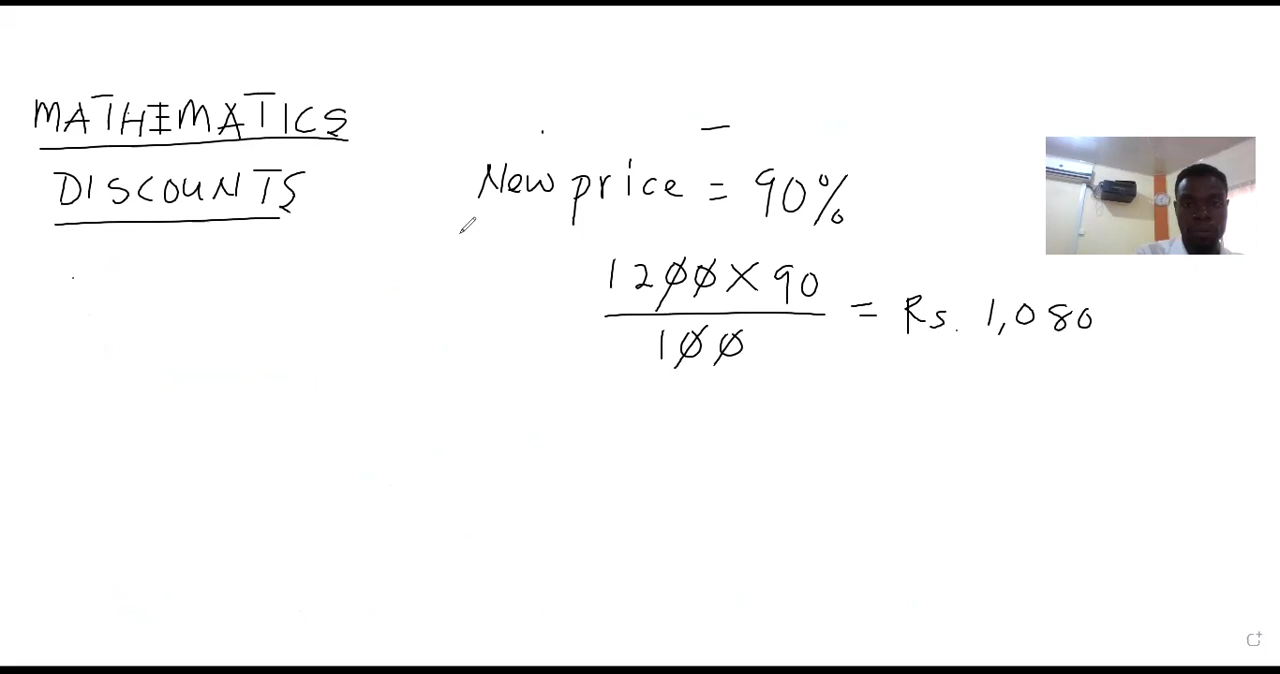 MATHEMATICS
DISCOUNTS
New price = 90%
1200 X 90
100
= Rs. 1,080